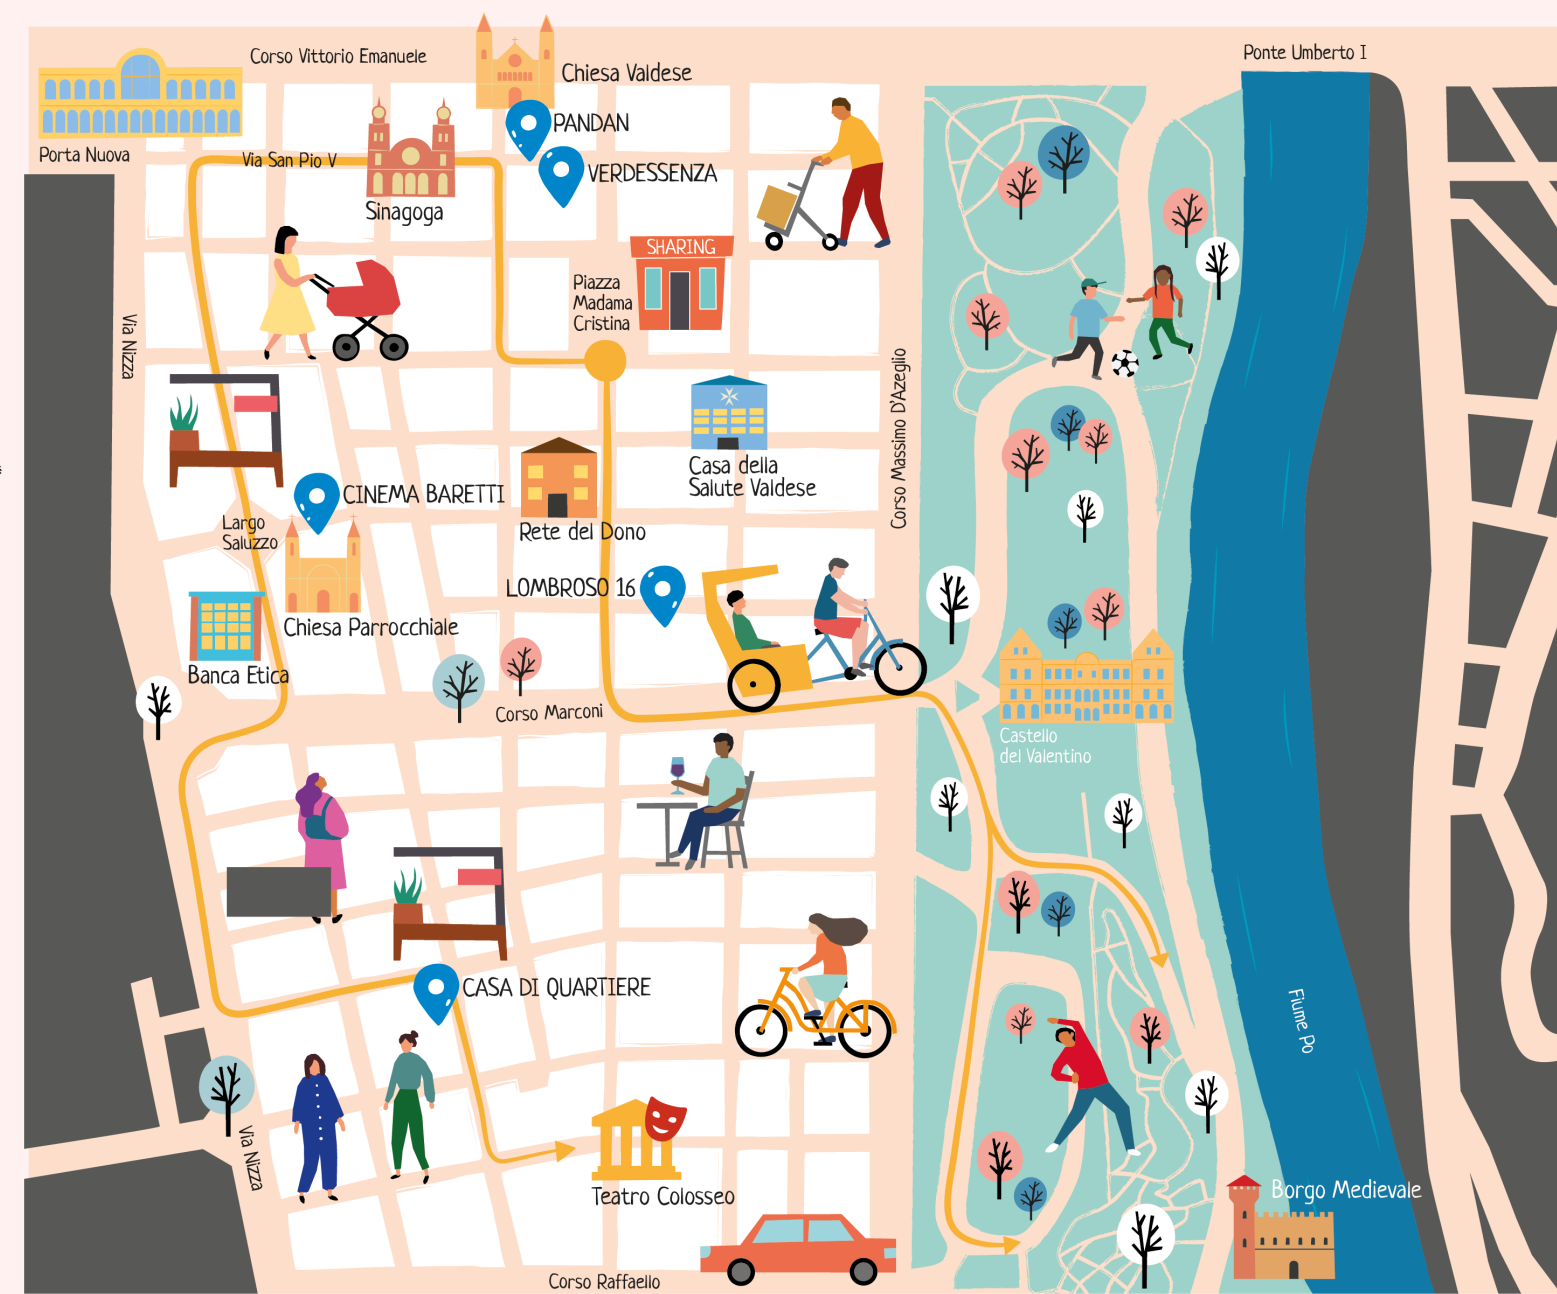 Corso Vittorio Emanuele
Ponte Umberto I
Chiesa Valdese
PANDAN
Porta Nuova
Via San Pio V
VERDESSENZA
Sinagoga
SHARING
Piazza
Madama
Cristina
Via Nizza
Corso Massimo D'Azeglio
Casa della
Salute Valdese
CINEMA BARETTI
Largo
Saluzzo
Rete del Dono
LOMBROSO 16
Chiesa Parrocchiale
Banca Etica
Corso Marconi
Castello
del Valentino
CASA DI QUARTIERE
Fiume Po
Via Nizza
Teatro Colosseo
Borgo Medievale
Corso Raffaello